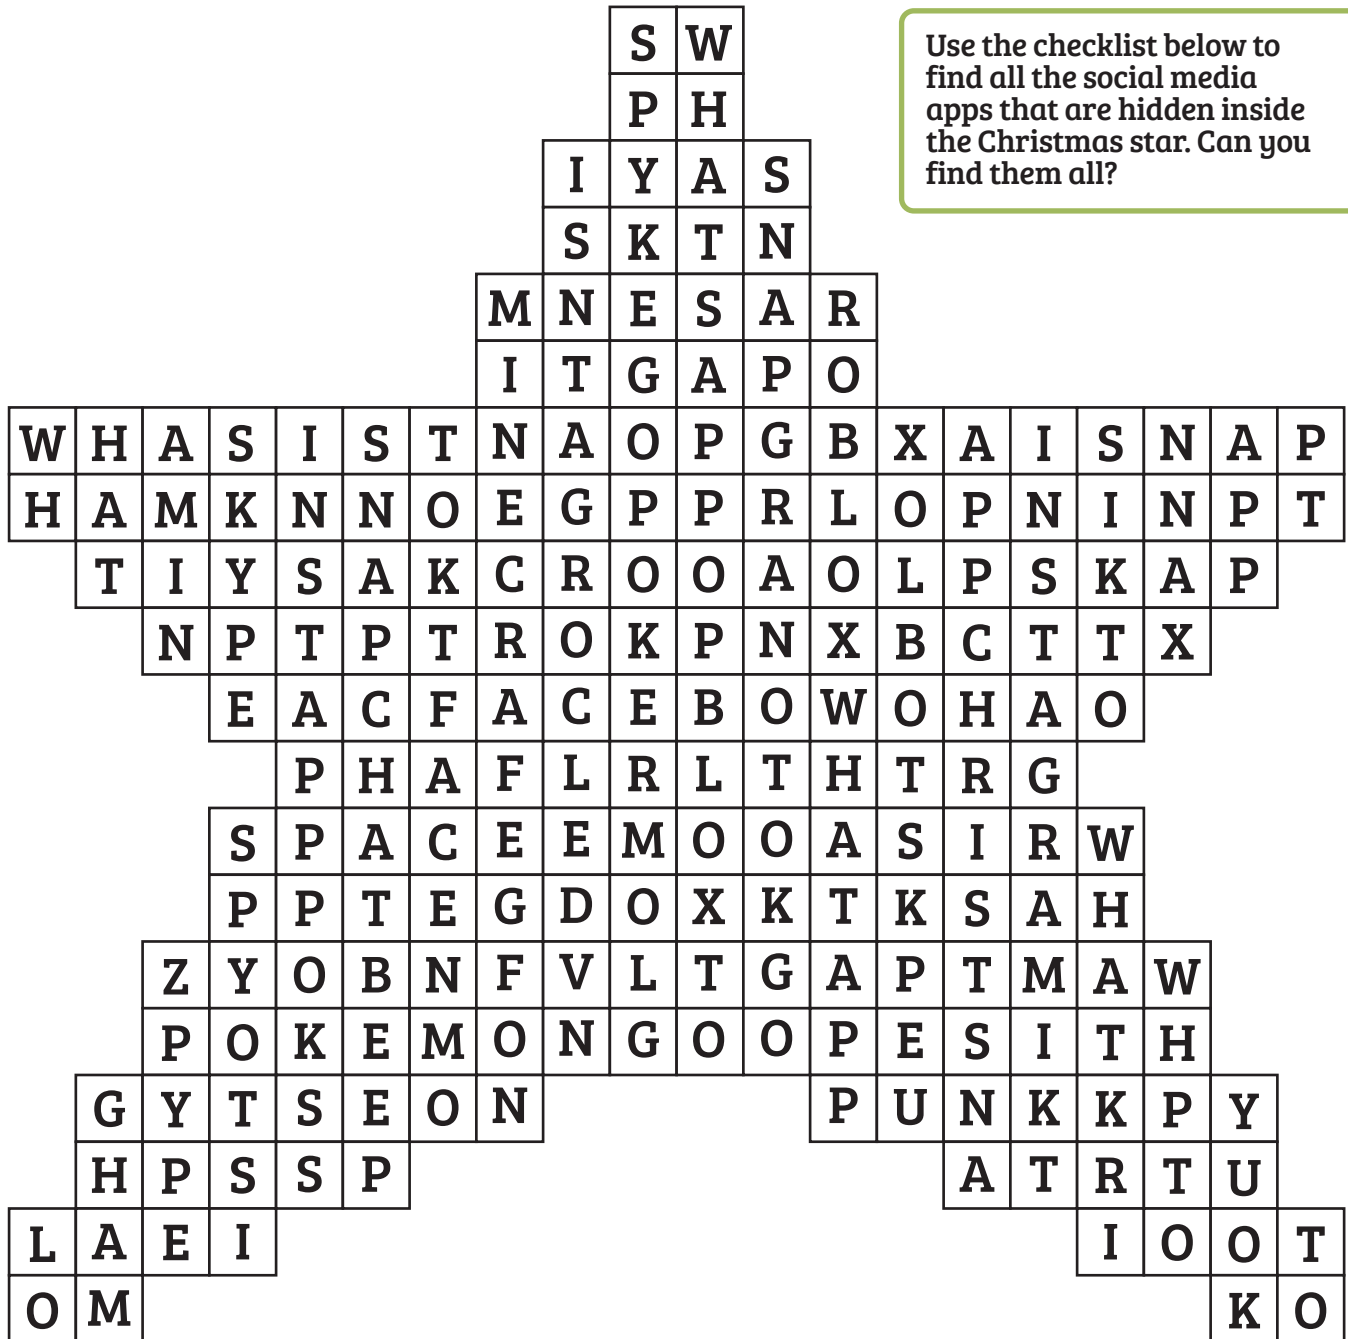 S W
P H
Use the checklist below to
find all the social media
apps that are hidden inside
the Christmas star. Can you
find them all?
I Y A S
S K T N
M N E S A R
I T G A P O
W H A S I S T N A O P G B X A I S N A P
H A M K N N O E G P P R L O P N I N P T
T I Y S A K C R O O A O L P S K A P
N P T P T R O K P N X B C T T X
E A C F A C E B O W O H A O
P H A F L R L T H T R G
S P A C E E M O O A S I R W
P P T E G D O X K T K S A H
Z Y O B N F V L T G A P T M A W
P O K E M O N G O O P E S I T H
G Y T S E O N P U N K K P Y
H P S S P A T R T U
L A E I I O O T
O M K O